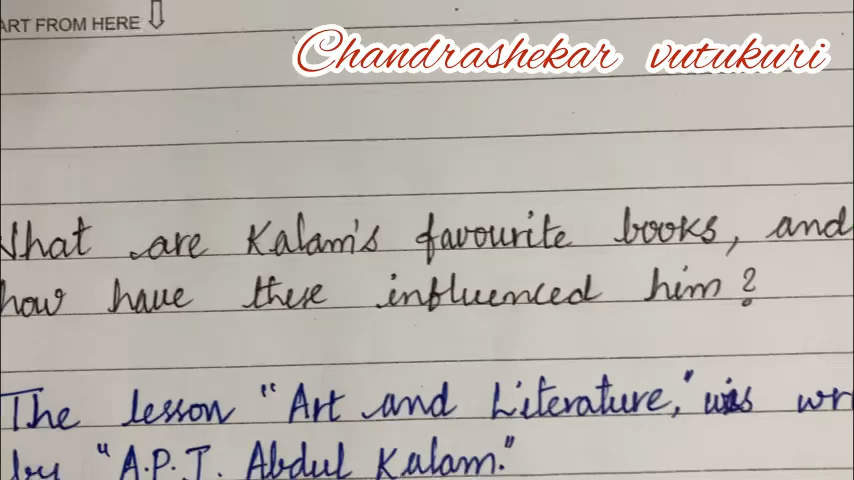 ART FROM HERE
Chandrashekar vutukuri
What are Kalam's favourite books, and
how have these influenced him?
The lesson "Art and Literature," was wr
by "A.P.J. Abdul Kalam."